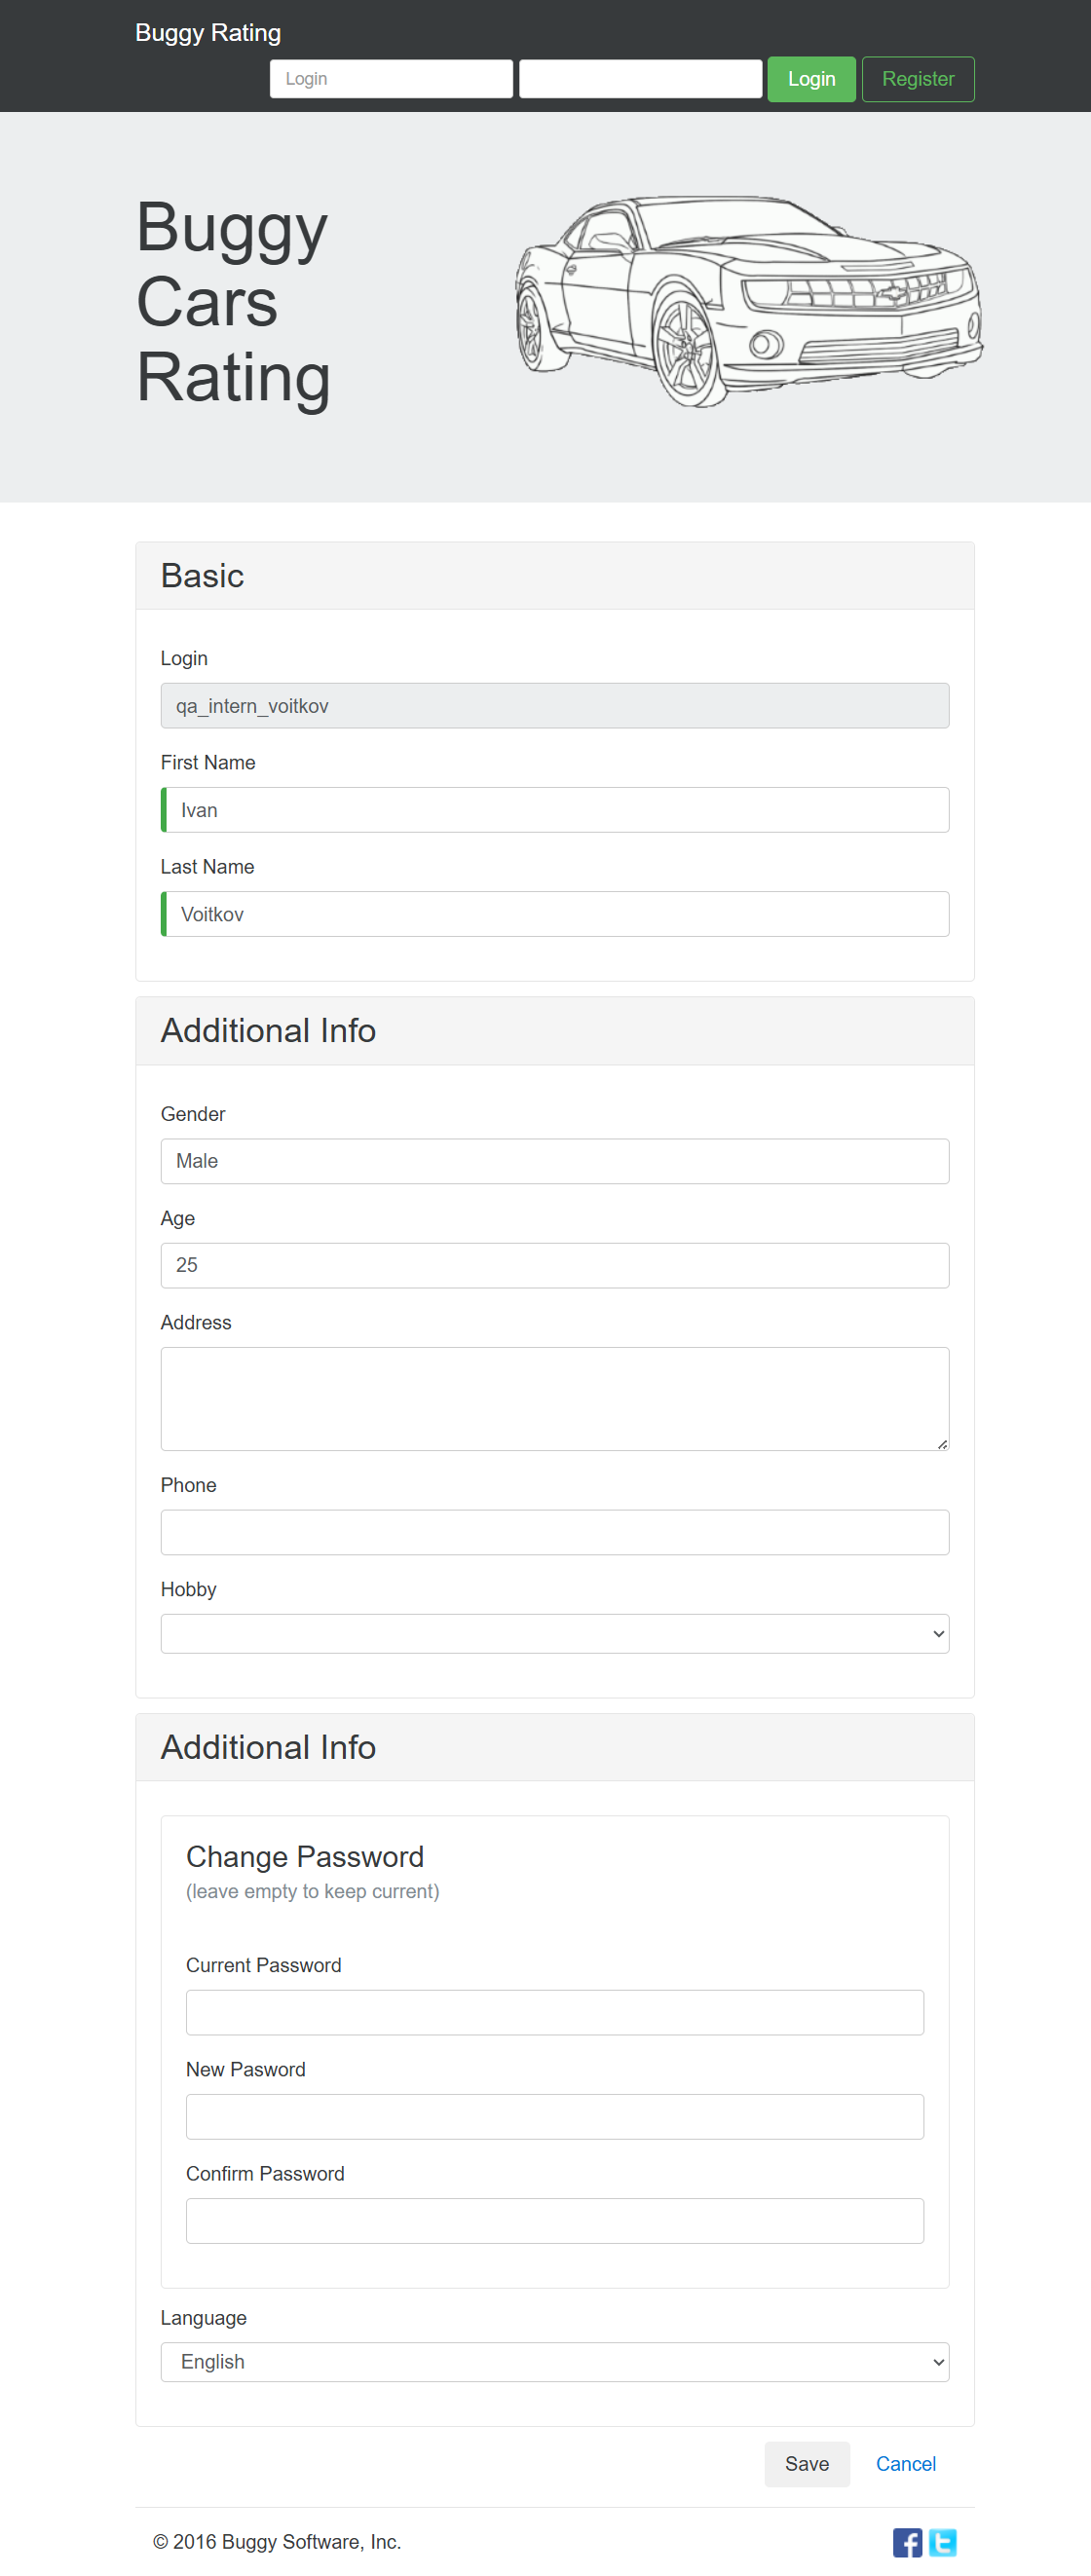 Buggy Rating
Login
Login
Register
Buggy
Cars
Rating
Basic
Login
qa_intern_voitkov
First Name
Ivan
Last Name
Voitkov
Additional Info
Gender
Male
Age
25
Address
Phone
Hobby
Additional Info
Change Password
(leave empty to keep current)
Current Password
New Pasword
Confirm Password
Language
English
Save
Cancel
© 2016 Buggy Software, Inc.